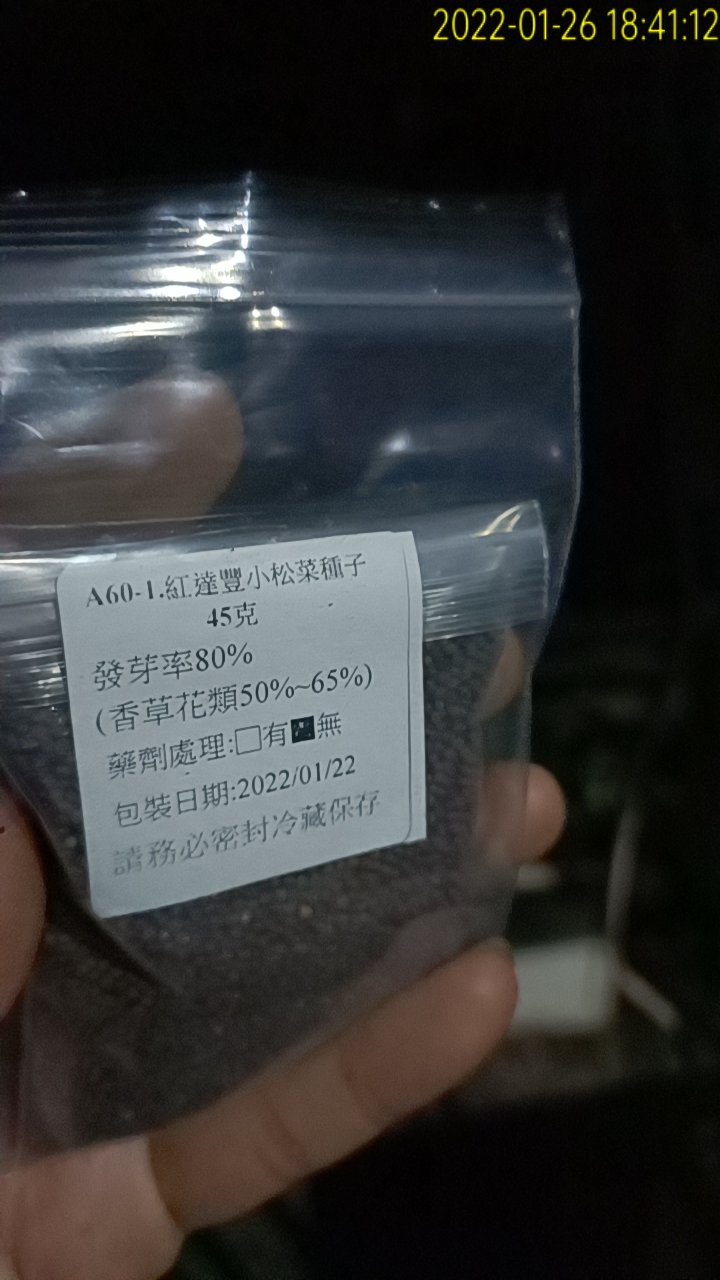 2022-01-26 18:41:12
A60-1.紅達豐小松菜種子
45克
發芽率80%
(香草花類50%~65%)
藥劑處理:□有■無
包裝日期:2022/01/22
請務必密封冷藏保存